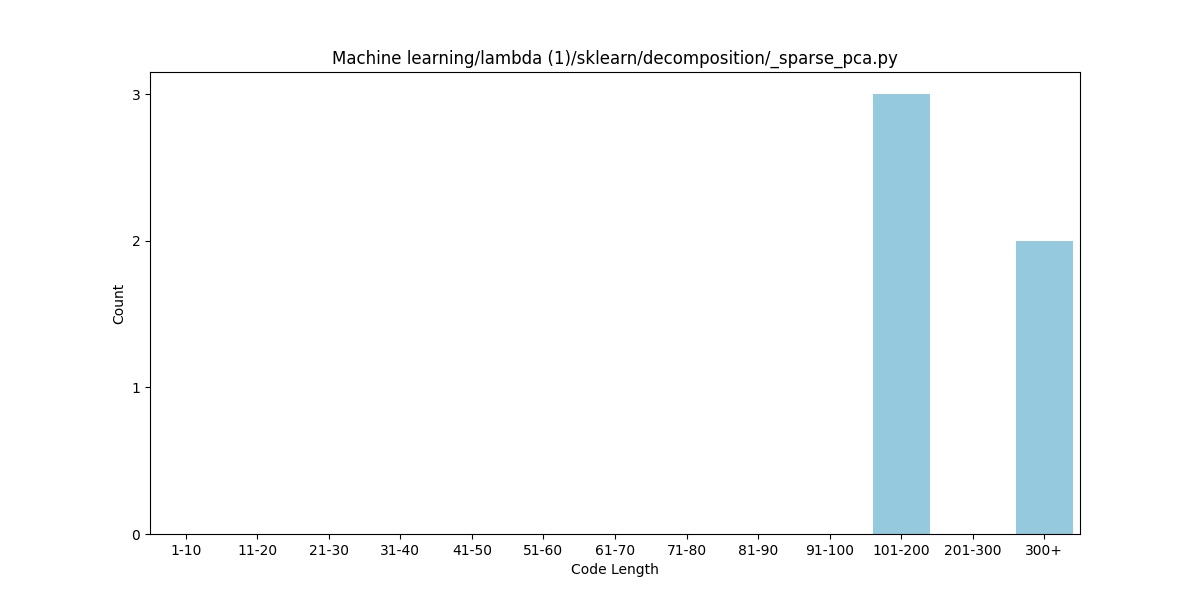 Machine learning/lambda (1)/sklearn/decomposition/_sparse_pca.py
3
2
1
0
Count
1-10 11-20 21-30 31-40 41-50 51-60 61-70 71-80 81-90 91-100 101-200 201-300 300+
Code Length